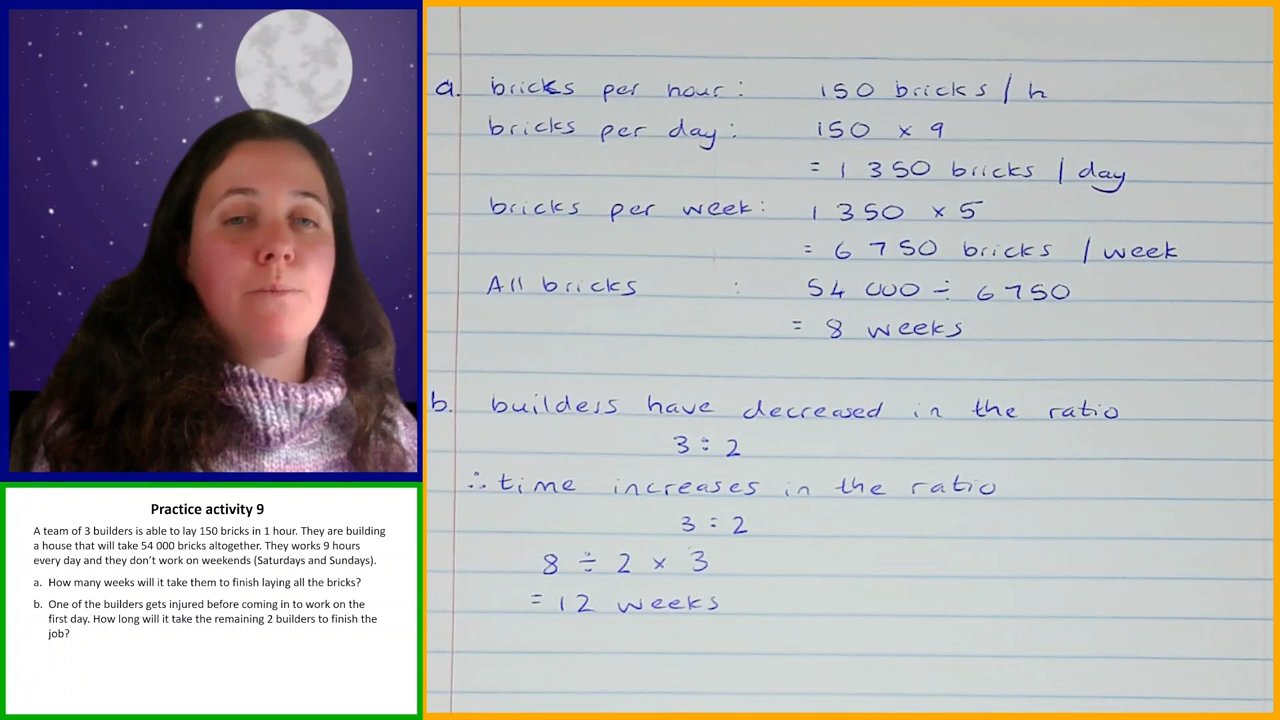 a. bricks per hour : 150 bricks / h
bricks per day : 150 × 9
= 1 350 bricks / day
bricks per week : 1 350 × 5
= 6 750 bricks / week
All bricks : 54 000 ÷ 6 750
= 8 weeks
b. builders have decreased in the ratio
3 : 2
∴ time increases in the ratio
3 : 2
8 ÷ 2 × 3
= 12 weeks
Practice activity 9
A team of 3 builders is able to lay 150 bricks in 1 hour. They are building
a house that will take 54 000 bricks altogether. They works 9 hours
every day and they don't work on weekends (Saturdays and Sundays).
a. How many weeks will it take them to finish laying all the bricks?
b. One of the builders gets injured before coming in to work on the
first day. How long will it take the remaining 2 builders to finish the
job?